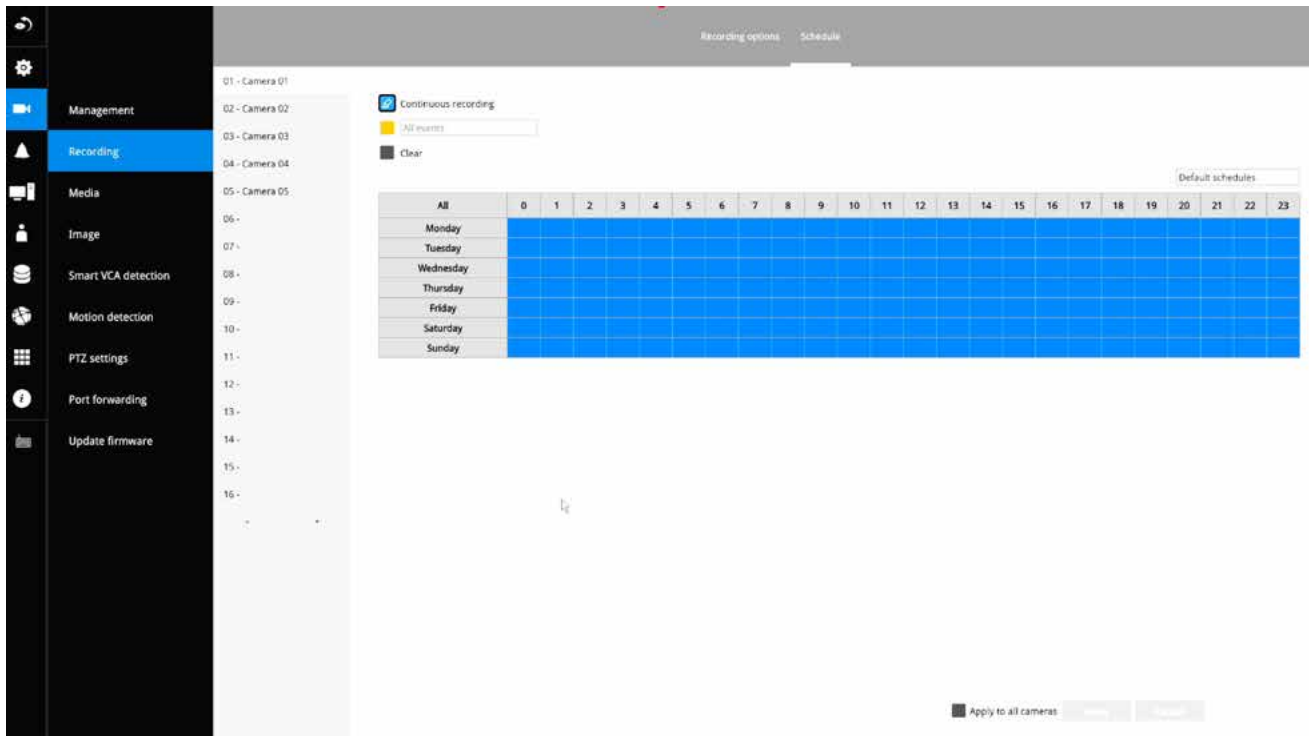 Recording options Schedule
01 - Camera 01
02 - Camera 02
03 - Camera 03
04 - Camera 04
05 - Camera 05
06 -
07 -
08 -
09 -
10 -
11 -
12 -
13 -
14 -
15 -
16 -
Management
Recording
Media
Image
Smart VCA detection
Motion detection
PTZ settings
Port forwarding
Update firmware
Continuous recording
All events
Clear
Default schedules
All 0 1 2 3 4 5 6 7 8 9 10 11 12 13 14 15 16 17 18 19 20 21 22 23
Monday
Tuesday
Wednesday
Thursday
Friday
Saturday
Sunday
Apply to all cameras